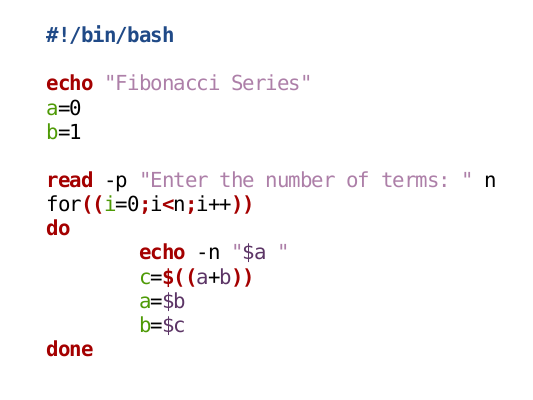 #!/bin/bash
echo "Fibonacci Series"
a=0
b=1
read -p "Enter the number of terms: " n
for((i=0;i<n;i++))
do
echo -n "$a "
c=$((a+b))
a=$b
b=$c
done